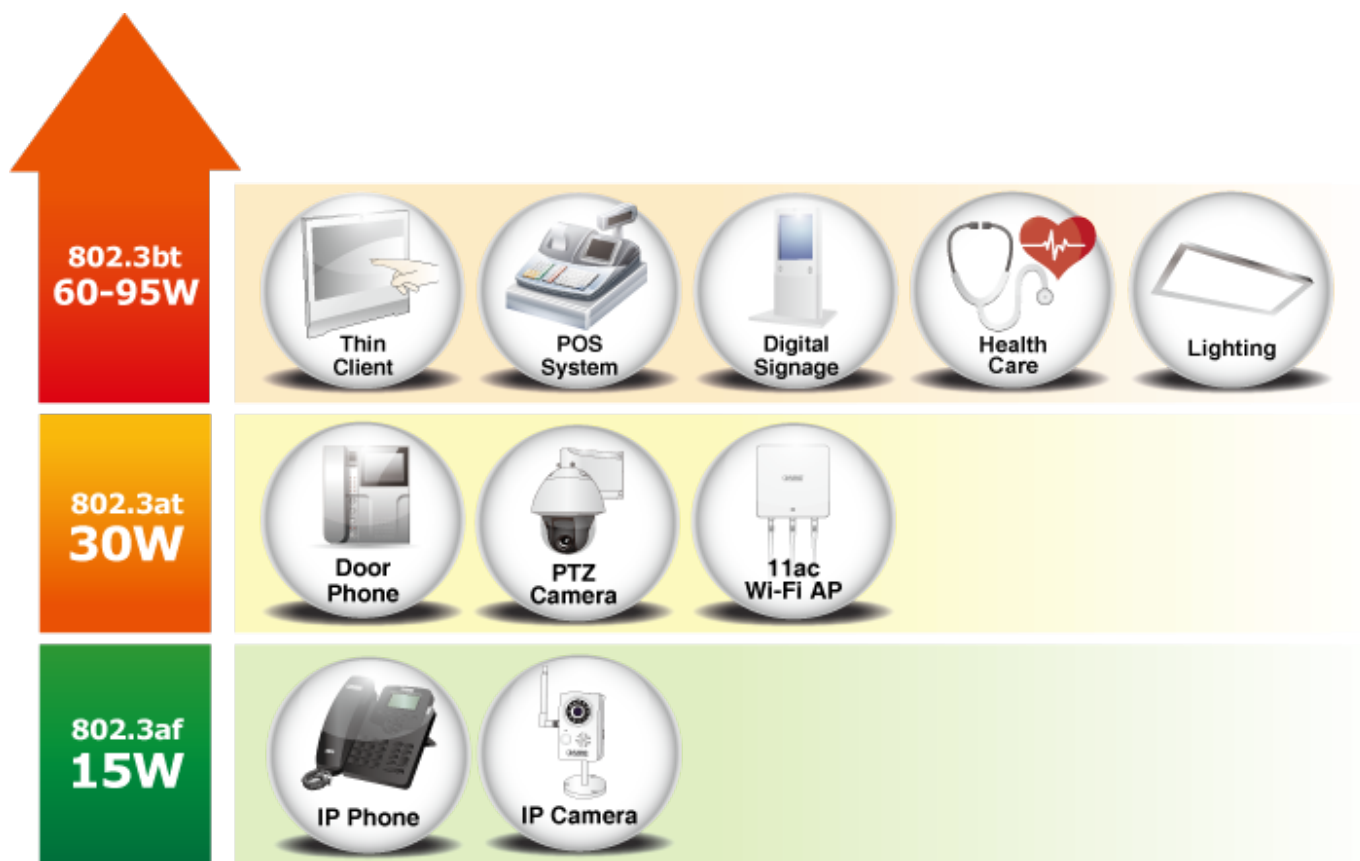 802.3bt
60-95W
Thin
Client
POS
System
Digital
Signage
Health
Care
Lighting
802.3at
30W
Door
Phone
PTZ
Camera
11ac
Wi-Fi AP
802.3af
15W
IP Phone
IP Camera